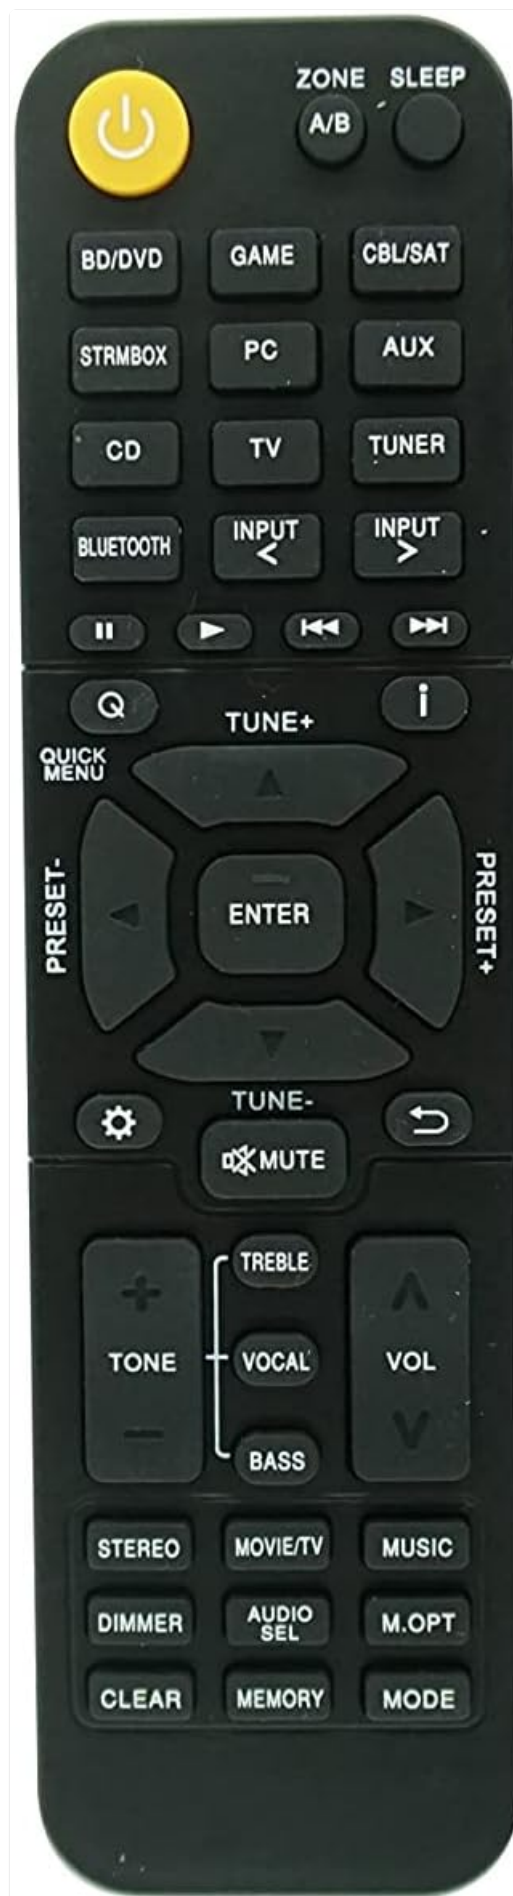 ZONE SLEEP
A/B
BD/DVD GAME CBL/SAT
STRMBOX PC AUX
CD TV TUNER
BLUETOOTH INPUT < INPUT >
Q i
QUICK
MENU
TUNE+
PRESET-
ENTER
PRESET+
TUNE-
MUTE
TREBLE
+
TONE VOCAL VOL
-
BASS
STEREO MOVIE/TV MUSIC
DIMMER AUDIO SEL M.OPT
CLEAR MEMORY MODE